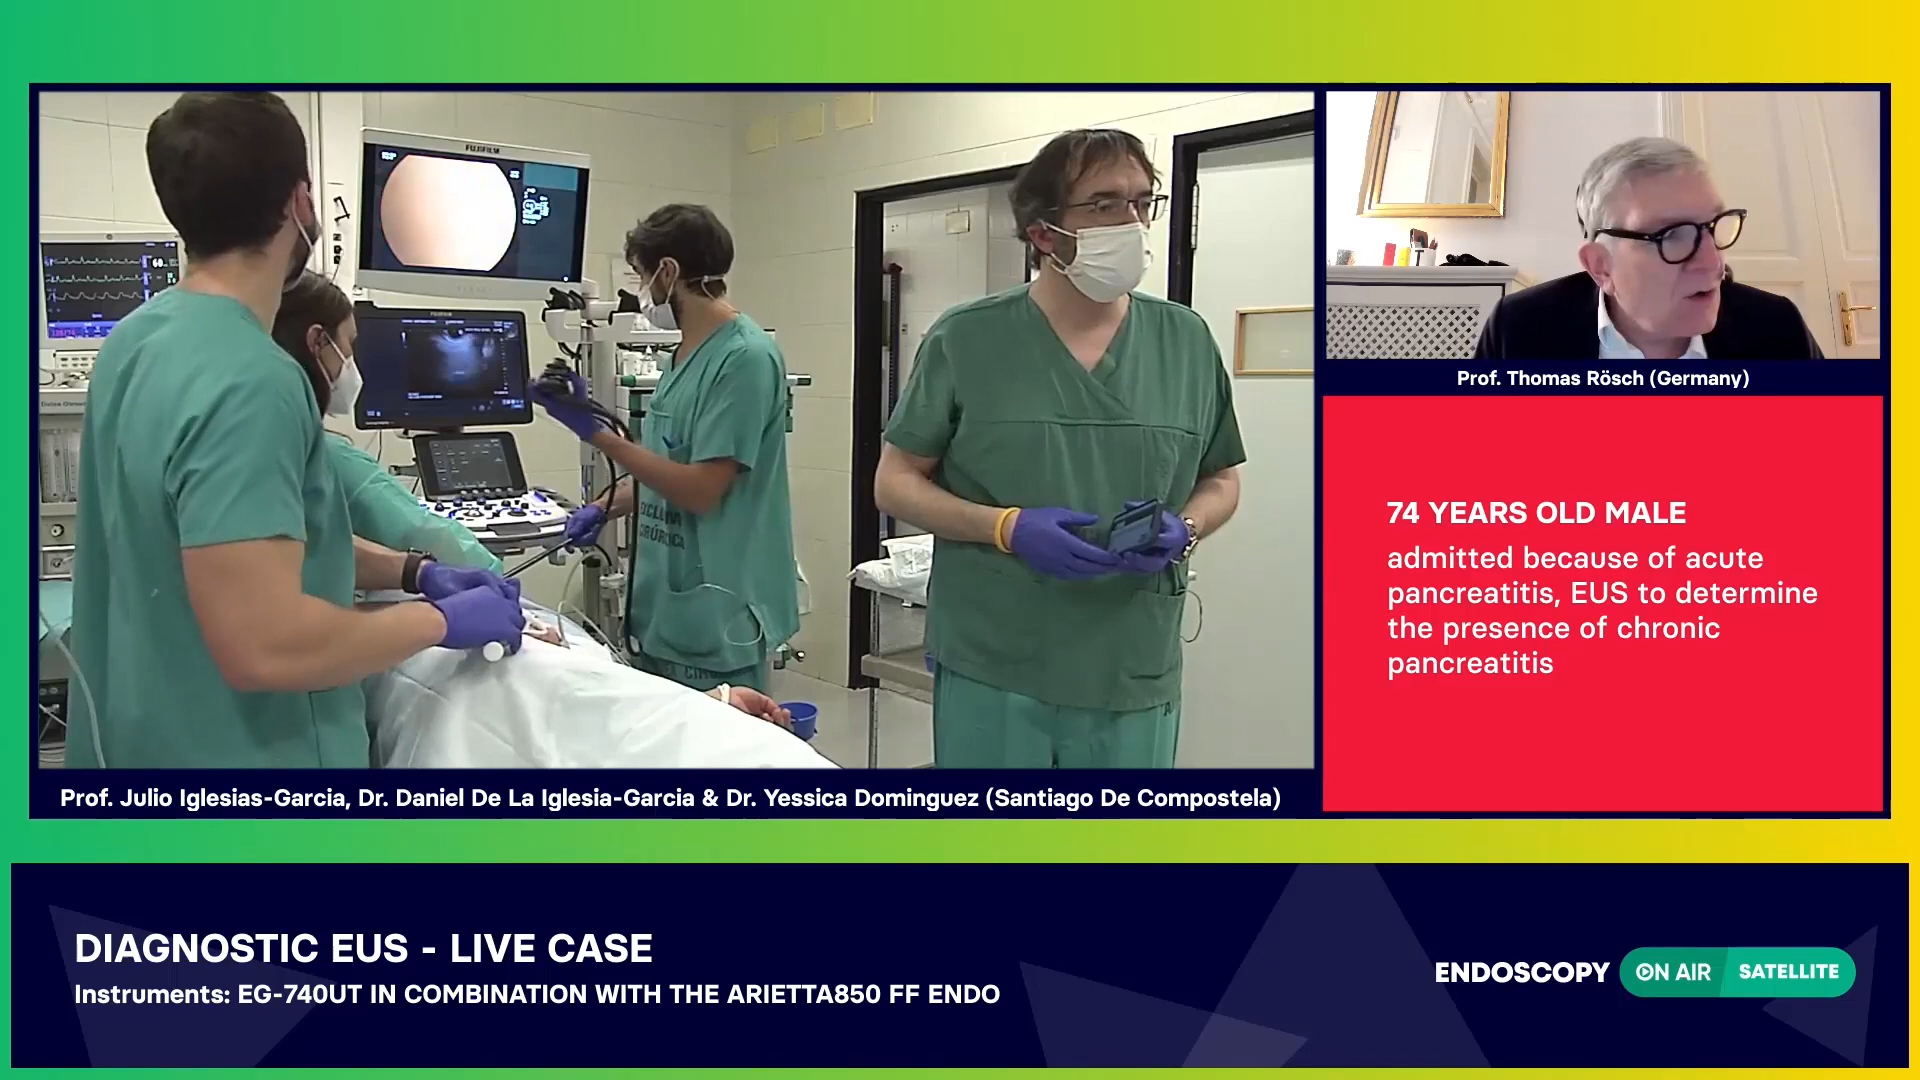 FUJIFILM
60
Prof. Thomas Rösch (Germany)
74 YEARS OLD MALE
admitted because of acute
pancreatitis, EUS to determine
the presence of chronic
pancreatitis
Prof. Julio Iglesias-Garcia, Dr. Daniel De La Iglesia-Garcia & Dr. Yessica Dominguez (Santiago De Compostela)
DIAGNOSTIC EUS - LIVE CASE
Instruments: EG-740UT IN COMBINATION WITH THE ARIETTA850 FF ENDO
ENDOSCOPY ON AIR SATELLITE